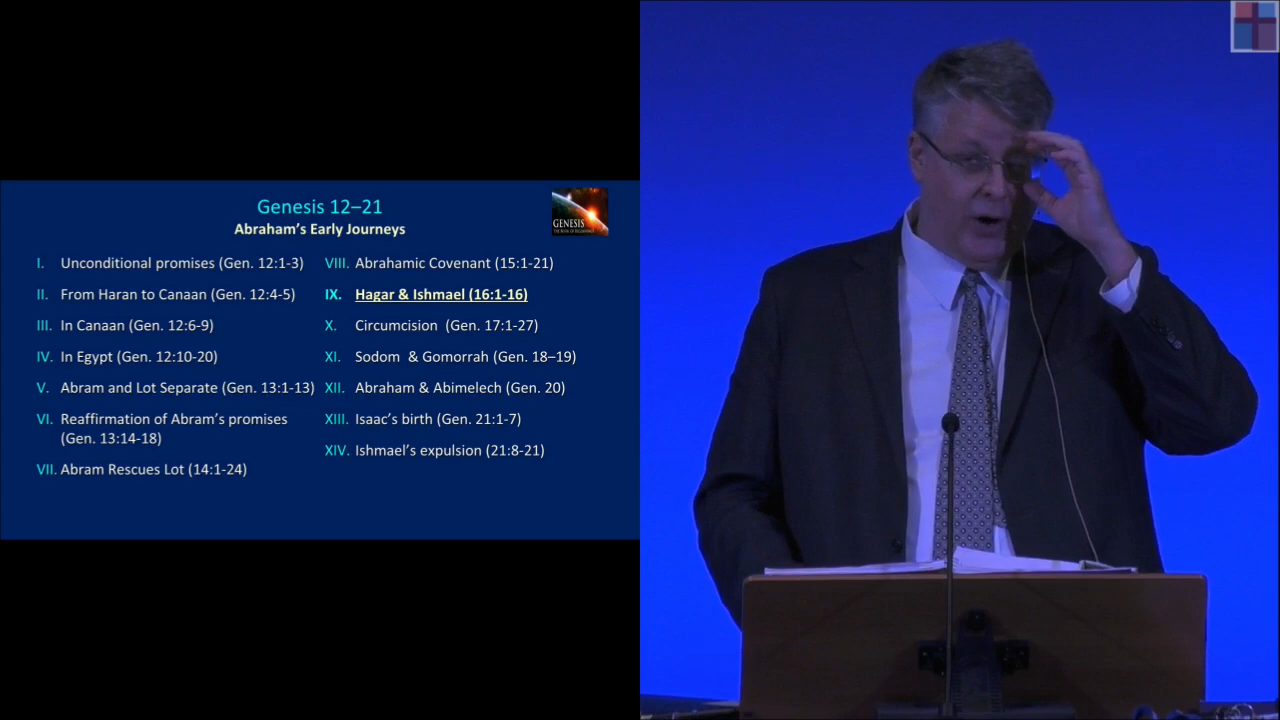 Genesis 12–21
Abraham's Early Journeys
GENESIS
I. Unconditional promises (Gen. 12:1-3)
II. From Haran to Canaan (Gen. 12:4-5)
III. In Canaan (Gen. 12:6-9)
IV. In Egypt (Gen. 12:10-20)
V. Abram and Lot Separate (Gen. 13:1-13)
VI. Reaffirmation of Abram's promises
(Gen. 13:14-18)
VII. Abram Rescues Lot (14:1-24)
VIII. Abrahamic Covenant (15:1-21)
IX. Hagar & Ishmael (16:1-16)
X. Circumcision (Gen. 17:1-27)
XI. Sodom & Gomorrah (Gen. 18–19)
XII. Abraham & Abimelech (Gen. 20)
XIII. Isaac's birth (Gen. 21:1-7)
XIV. Ishmael's expulsion (21:8-21)